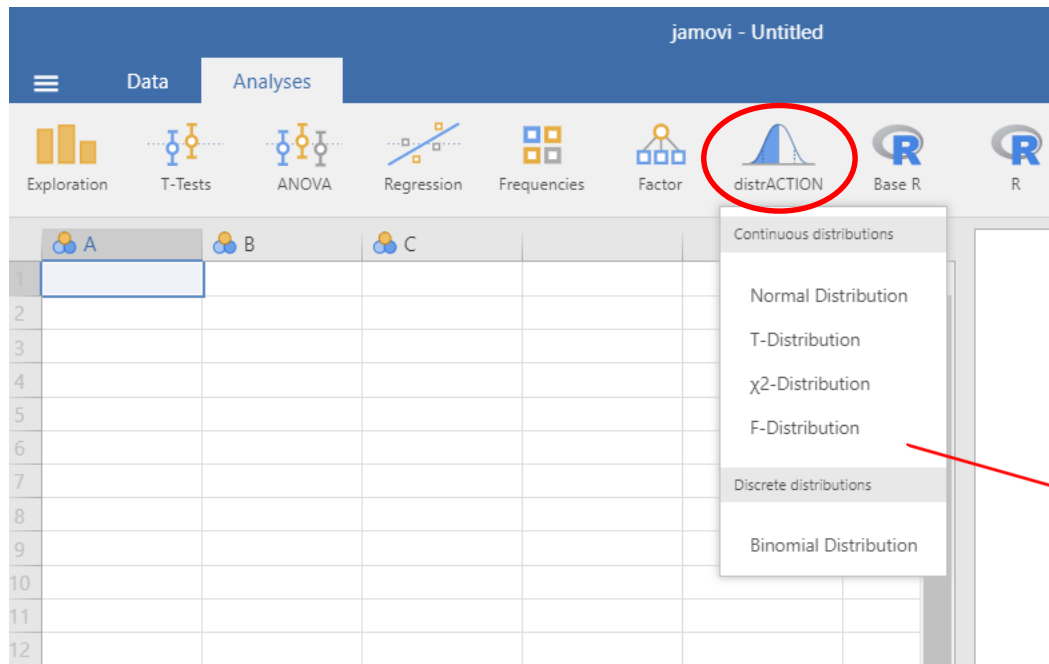 jamovi - Untitled
Data Analyses
Exploration T-Tests ANOVA Regression Frequencies Factor distrACTION Base R R
A B C
Continuous distributions
Normal Distribution
T-Distribution
χ2-Distribution
F-Distribution
Discrete distributions
Binomial Distribution
1
2
3
4
5
6
7
8
9
10
11
12